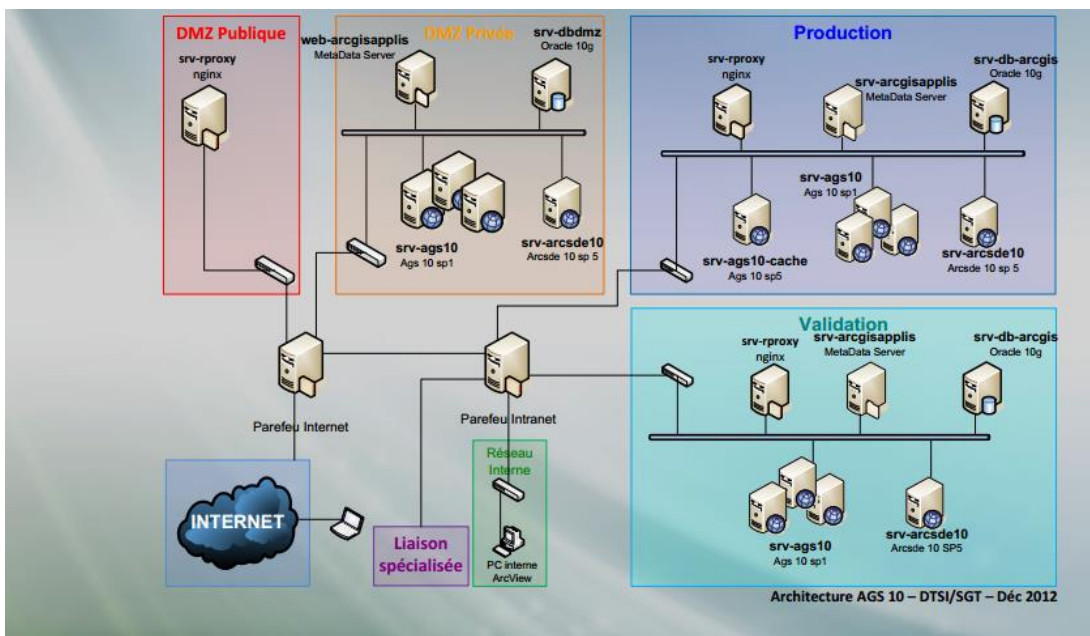 DMZ Publique
srv-rproxy
nginx
DMZ Privée
web-arcgisapplis
MetaData Server
srv-dbdmz
Oracle 10g
srv-ags10
Ags 10 sp1
srv-arcsde10
Arcsde 10 sp 5
Production
srv-rproxy
nginx
srv-arcgisapplis
MetaData Server
srv-db-arcgis
Oracle 10g
srv-ags10
Ags 10 sp1
srv-ags10-cache
Ags 10 sp5
srv-arcsde10
Arcsde 10 sp 5
Parefeu Internet
Parefeu Intranet
Validation
srv-rproxy
nginx
srv-arcgisapplis
MetaData Server
srv-db-arcgis
Oracle 10g
srv-ags10
Ags 10 sp1
srv-arcsde10
Arcsde 10 SP5
INTERNET
Liaison
spécialisée
Réseau
Interne
PC interne
ArcView
Architecture AGS 10 – DTSI/SGT – Déc 2012